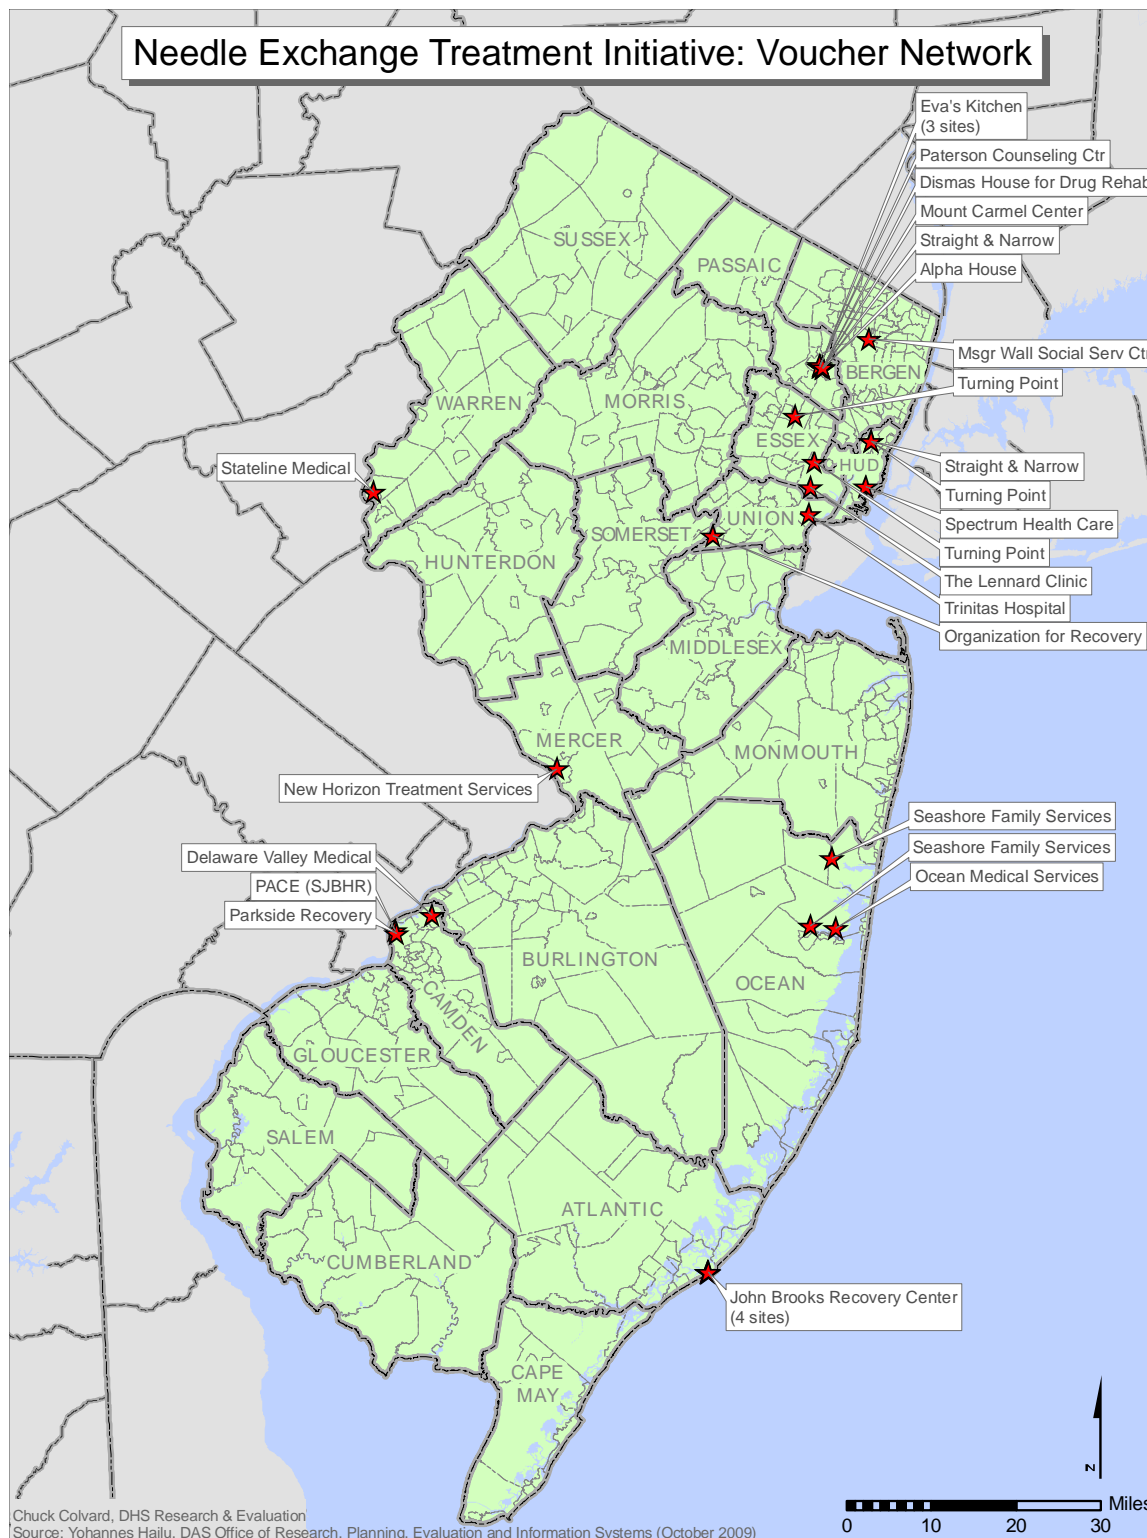 Needle Exchange Treatment Initiative: Voucher Network
Eva's Kitchen
(3 sites)
Paterson Counseling Ctr
Dismas House for Drug Rehab
Mount Carmel Center
Straight & Narrow
Alpha House
SUSSEX
PASSAIC
Msgr Wall Social Serv Ctr
BERGEN
Turning Point
WARREN
MORRIS
ESSEX
Stateline Medical
HUD
Straight & Narrow
Turning Point
UNION
Spectrum Health Care
SOMERSET
Turning Point
HUNTERDON
The Lennard Clinic
Trinitas Hospital
Organization for Recovery
MIDDLESEX
MERCER
MONMOUTH
New Horizon Treatment Services
Seashore Family Services
Delaware Valley Medical
Seashore Family Services
PACE (SJBHR)
Ocean Medical Services
Parkside Recovery
BURLINGTON
OCEAN
CAMDEN
GLOUCESTER
SALEM
ATLANTIC
CUMBERLAND
John Brooks Recovery Center
(4 sites)
CAPE
MAY
N
Chuck Colvard, DHS Research & Evaluation
Source: Yohannes Hailu, DAS Office of Research, Planning, Evaluation and Information Systems (October 2009)
Miles
0 10 20 30